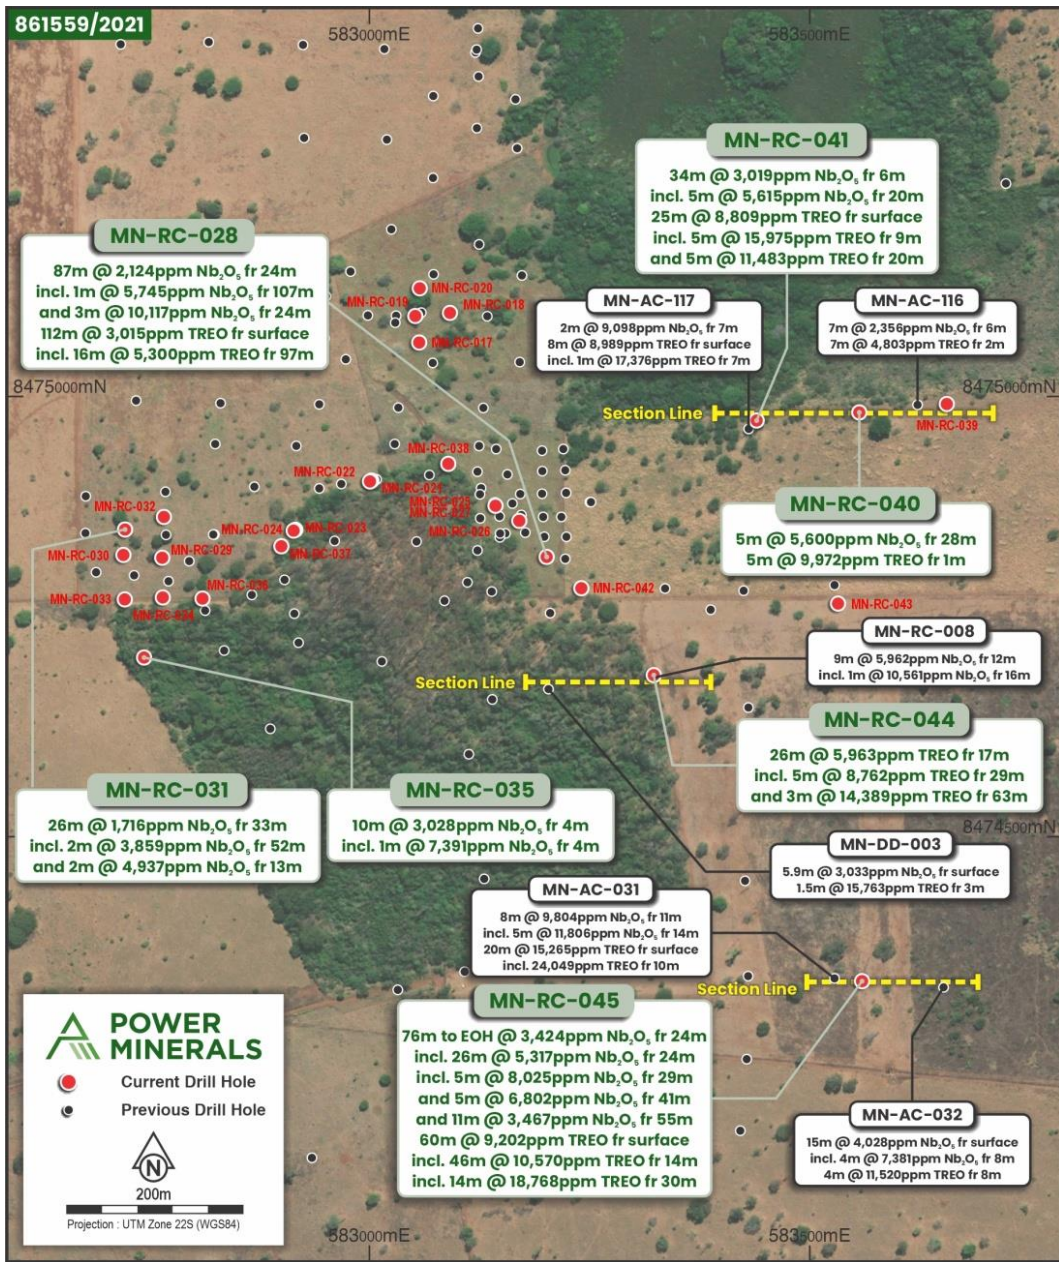 861559/2021
583000mE
583500mE
MN-RC-041
34m @ 3,019ppm Nb₂O₅ fr 6m
incl. 5m @ 5,615ppm Nb₂O₅ fr 20m
25m @ 8,809ppm TREO fr surface
incl. 5m @ 15,975ppm TREO fr 9m
and 5m @ 11,483ppm TREO fr 20m
MN-RC-028
87m @ 2,124ppm Nb₂O₅ fr 24m
incl. 1m @ 5,745ppm Nb₂O₅ fr 107m
and 3m @ 10,117ppm Nb₂O₅ fr 24m
112m @ 3,015ppm TREO fr surface
incl. 16m @ 5,300ppm TREO fr 97m
MN-RC-020
MN-RC-019
MN-RC-018
MN-RC-017
MN-AC-117
2m @ 9,098ppm Nb₂O₅ fr 7m
8m @ 8,989ppm TREO fr surface
incl. 1m @ 17,376ppm TREO fr 7m
MN-AC-116
7m @ 2,356ppm Nb₂O₅ fr 6m
7m @ 4,803ppm TREO fr 2m
8475000mN
8475000mN
Section Line
MN-RC-039
MN-RC-038
MN-RC-022
MN-RC-021
MN-RC-025
MN-RC-027
MN-RC-026
MN-RC-032
MN-RC-024
MN-RC-023
MN-RC-037
MN-RC-030
MN-RC-029
MN-RC-036
MN-RC-033
MN-RC-034
MN-RC-040
5m @ 5,600ppm Nb₂O₅ fr 28m
5m @ 9,972ppm TREO fr 1m
MN-RC-042
MN-RC-043
MN-RC-008
9m @ 5,962ppm Nb₂O₅ fr 12m
incl. 1m @ 10,561ppm Nb₂O₅ fr 16m
Section Line
MN-RC-044
26m @ 5,963ppm TREO fr 17m
incl. 5m @ 8,762ppm TREO fr 29m
and 3m @ 14,389ppm TREO fr 63m
MN-RC-031
26m @ 1,716ppm Nb₂O₅ fr 33m
incl. 2m @ 3,859ppm Nb₂O₅ fr 52m
and 2m @ 4,937ppm Nb₂O₅ fr 13m
MN-RC-035
10m @ 3,028ppm Nb₂O₅ fr 4m
incl. 1m @ 7,391ppm Nb₂O₅ fr 4m
8474500mN
MN-DD-003
5.9m @ 3,033ppm Nb₂O₅ fr surface
1.5m @ 15,763ppm TREO fr 3m
MN-AC-031
8m @ 9,804ppm Nb₂O₅ fr 11m
incl. 5m @ 11,806ppm Nb₂O₅ fr 14m
20m @ 15,265ppm TREO fr surface
incl. 24,049ppm TREO fr 10m
Section Line
MN-RC-045
76m to EOH @ 3,424ppm Nb₂O₅ fr 24m
incl. 26m @ 5,317ppm Nb₂O₅ fr 24m
incl. 5m @ 8,025ppm Nb₂O₅ fr 29m
and 5m @ 6,802ppm Nb₂O₅ fr 41m
and 11m @ 3,467ppm Nb₂O₅ fr 55m
60m @ 9,202ppm TREO fr surface
incl. 46m @ 10,570ppm TREO fr 14m
incl. 14m @ 18,768ppm TREO fr 30m
MN-AC-032
15m @ 4,028ppm Nb₂O₅ fr surface
incl. 4m @ 7,381ppm Nb₂O₅ fr 8m
4m @ 11,520ppm TREO fr 8m
POWER
MINERALS
Current Drill Hole
Previous Drill Hole
N
200m
Projection : UTM Zone 22S (WGS84)
583000mE
583500mE